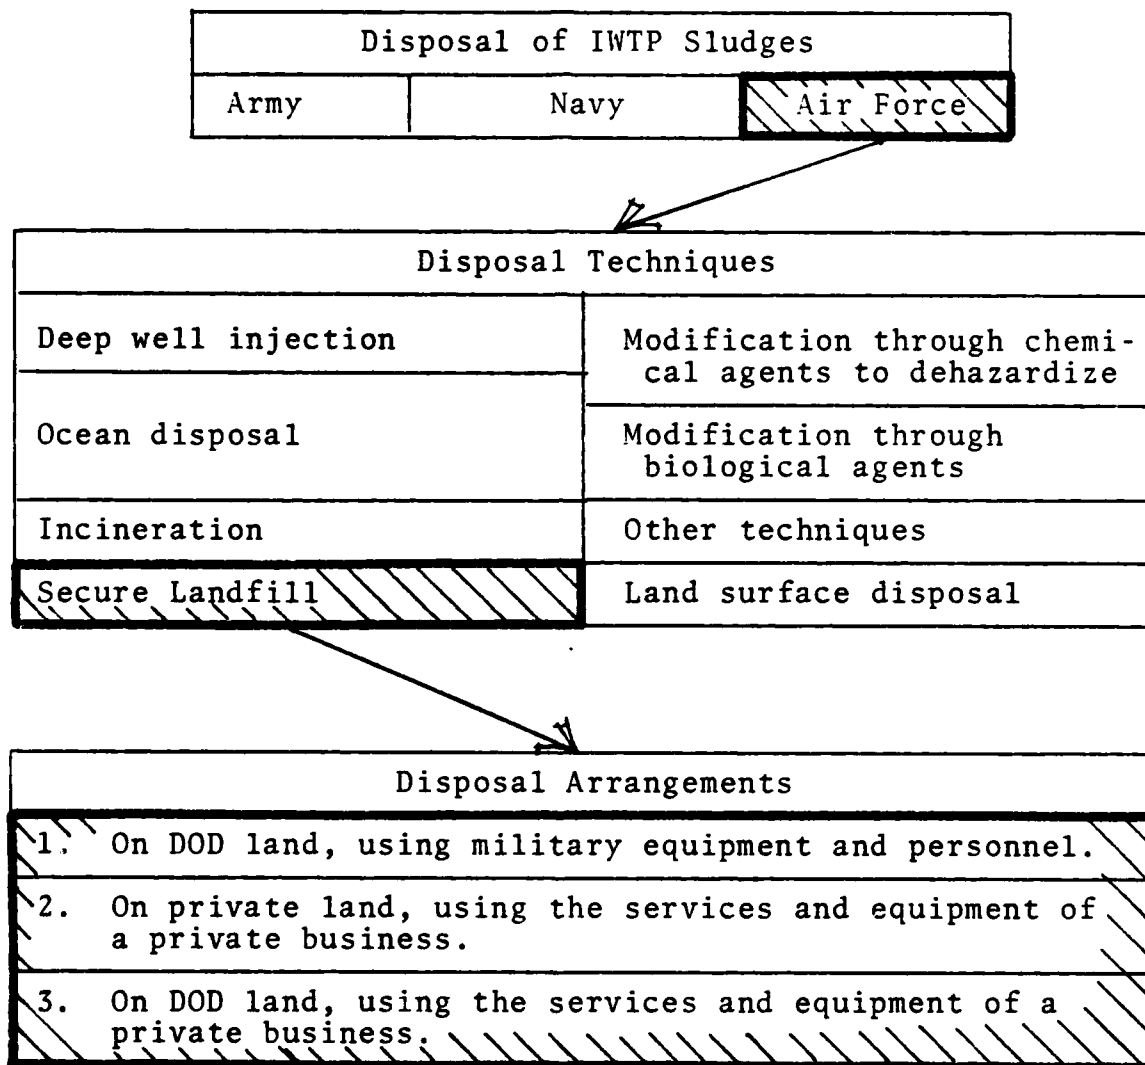 Disposal of IWTP Sludges
Army Navy Air Force
Disposal Techniques
Deep well injection
Modification through chemi-
cal agents to dehazardize
Ocean disposal
Modification through
biological agents
Incineration
Other techniques
Secure Landfill
Land surface disposal
Disposal Arrangements
1. On DOD land, using military equipment and personnel.
2. On private land, using the services and equipment of
a private business.
3. On DOD land, using the services and equipment of a
private business.